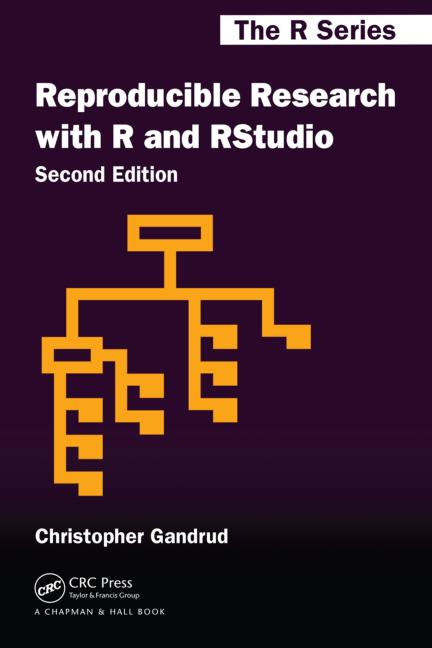 The R Series
Reproducible Research
with R and RStudio
Second Edition
Christopher Gandrud
CRC
CRC Press
Taylor & Francis Group
A CHAPMAN & HALL BOOK